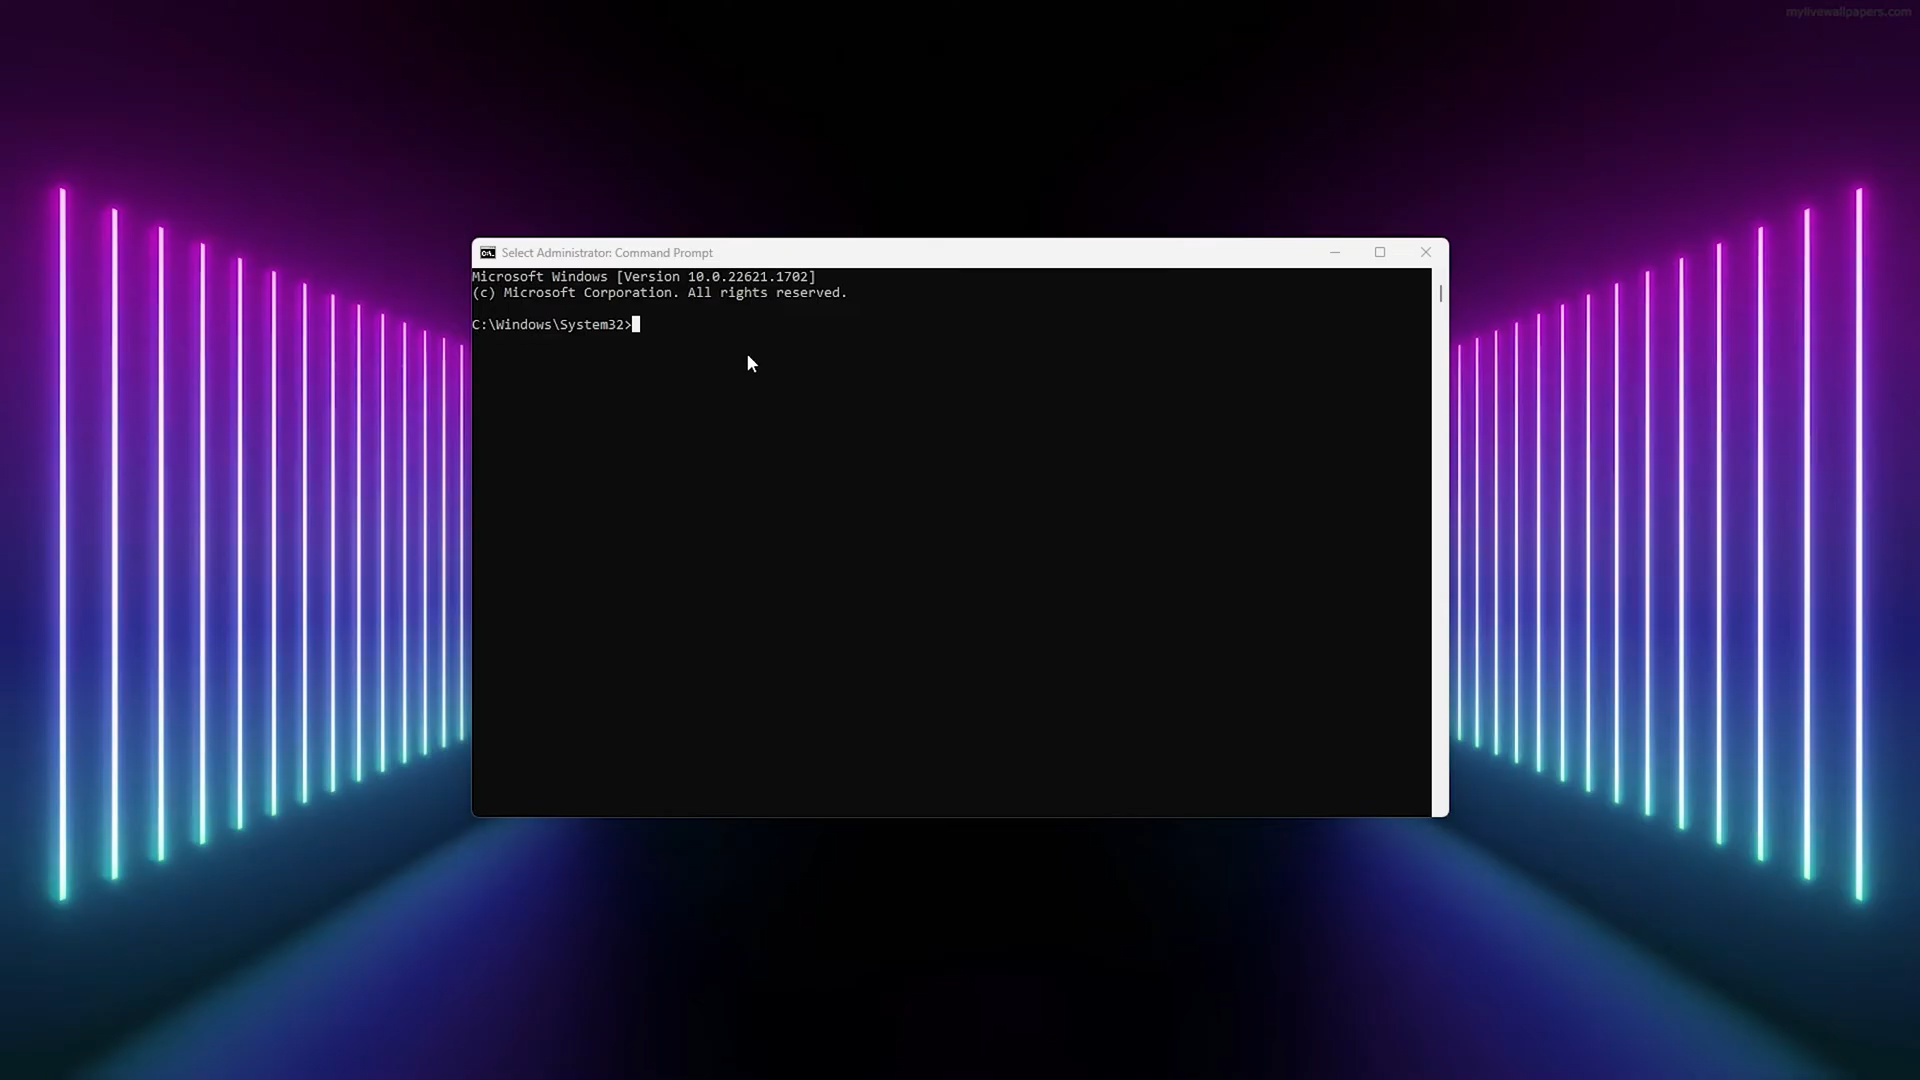 mylivewallpapers.com
Select Administrator: Command Prompt
Microsoft Windows [Version 10.0.22621.1702]
(c) Microsoft Corporation. All rights reserved.
C:\Windows\System32>